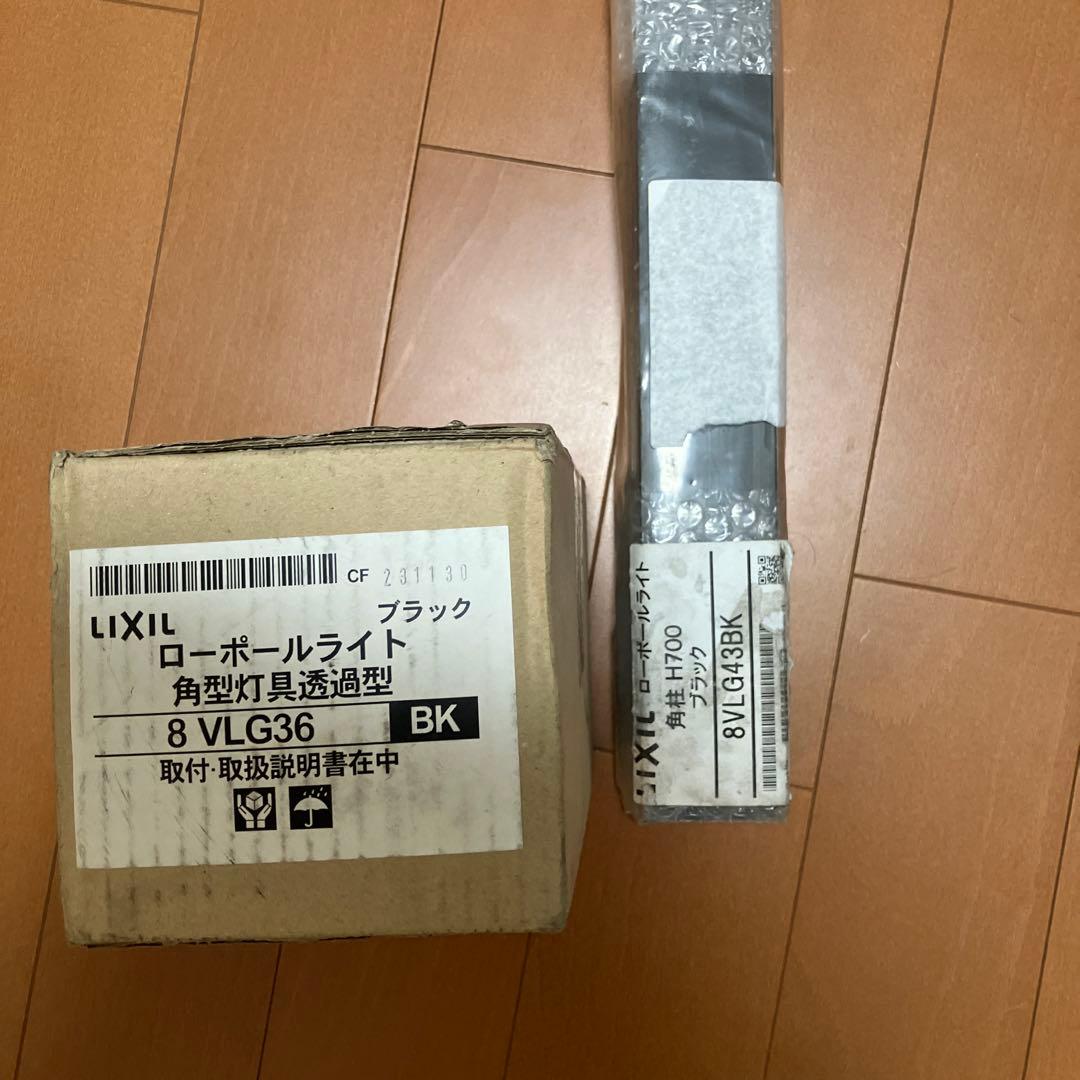 CF 231130
LIXIL
ブラック
ローポールライト
角型灯具透過型
8 VLG36 BK
取付・取扱説明書在中
LIXIL ローポールライト
角柱 H700
ブラック
8VLG43BK